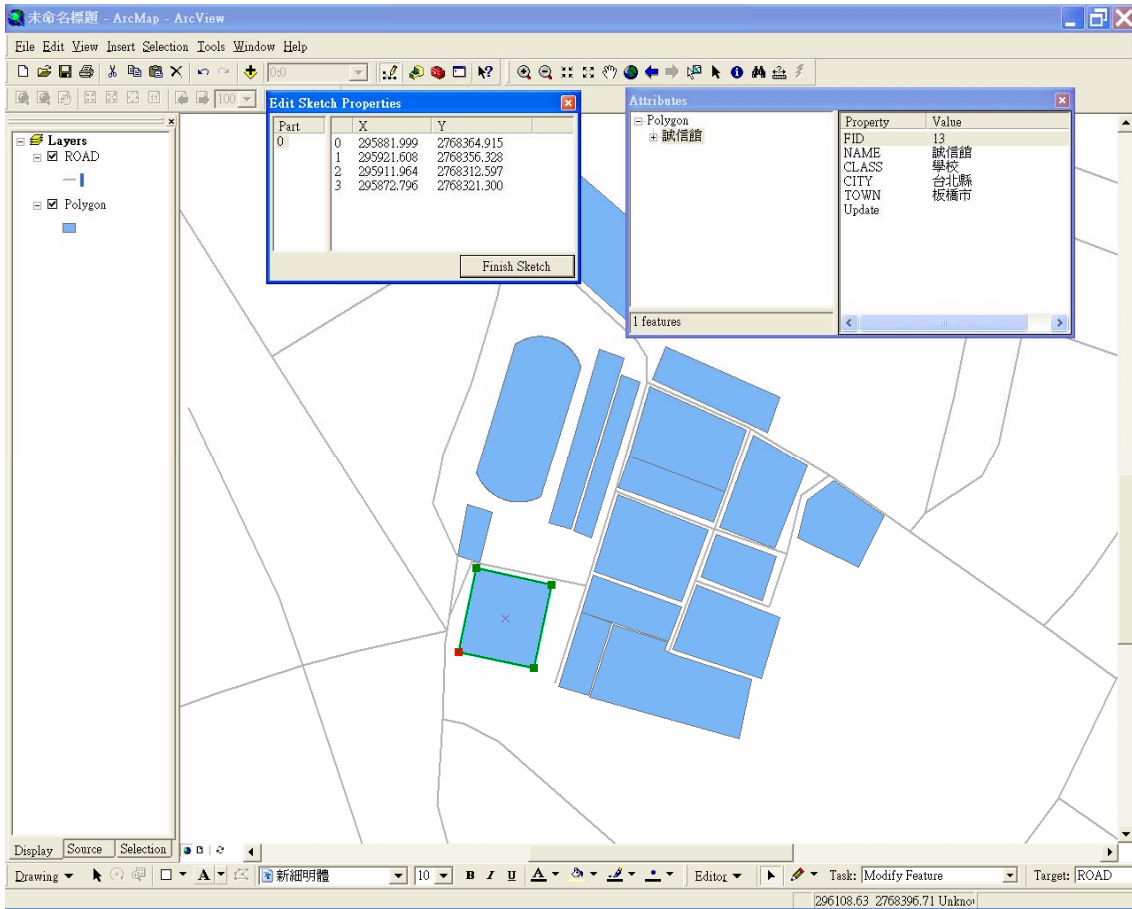 未命名標題 - ArcMap - ArcView
File Edit View Insert Selection Tools Window Help
0:0
100
Edit Sketch Properties
Part X Y
0
0 295881.999 2768364.915
1 295921.608 2768356.328
2 295911.964 2768312.597
3 295872.796 2768321.300
Finish Sketch
Attributes
Polygon
誠信館
1 features
Property Value
FID 13
NAME 誠信館
CLASS 學校
CITY 台北縣
TOWN 板橋市
Update
Layers
ROAD
Polygon
Display Source Selection
Drawing A 新細明體 10 B I U A Editor Task: Modify Feature Target: ROAD
296108.63 2768396.71 Unknow